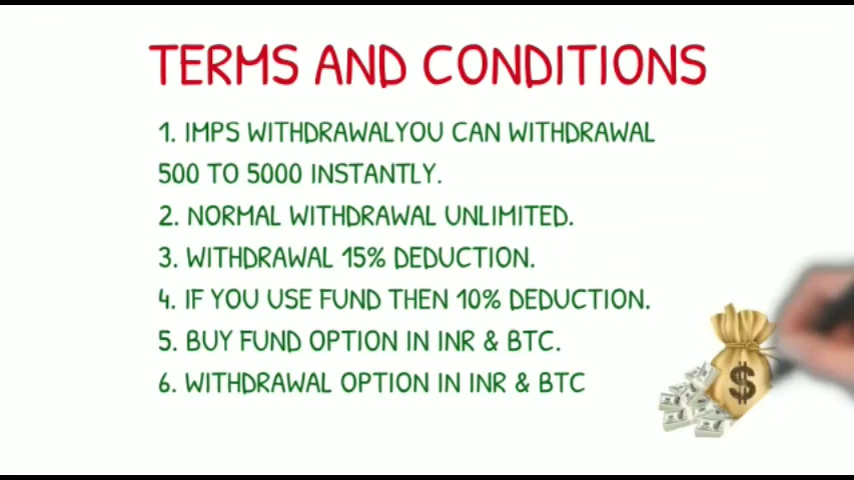 TERMS AND CONDITIONS
1. IMPS WITHDRAWALYOU CAN WITHDRAWAL
500 TO 5000 INSTANTLY.
2. NORMAL WITHDRAWAL UNLIMITED.
3. WITHDRAWAL 15% DEDUCTION.
4. IF YOU USE FUND THEN 10% DEDUCTION.
5. BUY FUND OPTION IN INR & BTC.
6. WITHDRAWAL OPTION IN INR & BTC
$